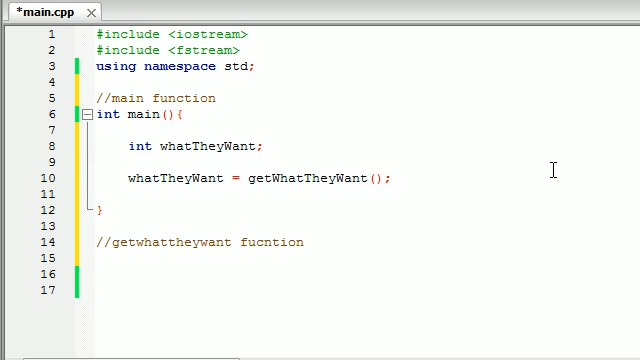 *main.cpp X
1 #include <iostream>
2 #include <fstream>
3 using namespace std;
4
5 //main function
6 int main(){
7
8 int whatTheyWant;
9
10 whatTheyWant = getWhatTheyWant();
11
12 }
13
14 //getwhattheywant fucntion
15
16
17